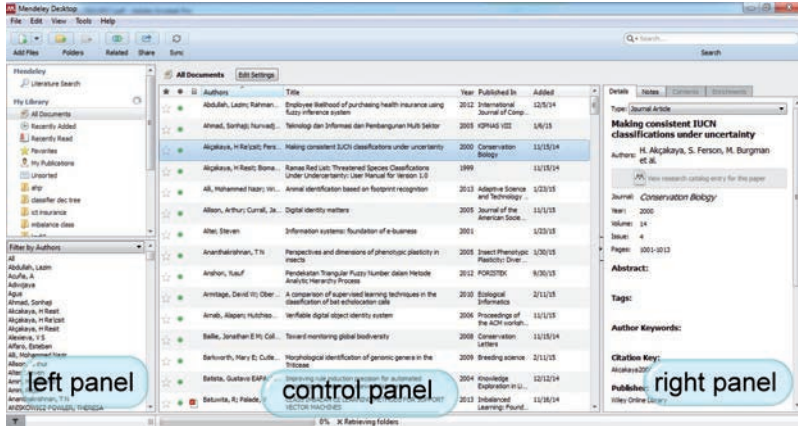 Mendeley Desktop
File Edit View Tools Help
Add Files Folders Related Share Sync
Search...
Search
Mendeley
Literature Search
My Library
All Documents
Recently Added
Recently Read
Favorites
My Publications
Unsorted
ahp
classifier dec tree
ict insurance
imbalance class
Filter by Authors
All
Abdullah, Lazim
Acuña, A
Adiwijaya
Agus
Ahmad, Sonhaji
Akçakaya, H Resit
Akçakaya, H
Akçakaya, H Resit
Alexieva, V S
Alfaro, Esteban
Ali, Mohammed Nazr
left panel
ANISKOWICZ FOWLER, THERESA
All Documents Edit Settings
Authors Title Year Published In Added
Abdullah, Lazim; Rahman... Employee likelihood of purchasing health insurance using fuzzy inference system 2012 International Journal of Comp... 12/5/14
Ahmad, Sonhaji; Nurwadj... Teknologi dan Informasi dan Pembangunan Multi Sektor 2005 KIPNAS VIII 1/6/15
Making consistent IUCN classifications under uncertainty 2000 Conservation Biology 11/15/14
Akçakaya, H Resit; Boma... Ramas Red List: Threatened Species Classifications Under Undercertainty: User Manual for Version 1.0 1999 11/15/14
Ali, Mohammed Nazr; Wi... Animal identification based on footprint recognition 2013 Adaptive Science and Technology ... 1/23/15
Allison, Arthur; Currall, Ja... Digital identity matters 2005 Journal of the American Socie... 11/1/15
Alter, Steven Information systems: foundation of e-business 2001 1/23/15
Ananthakrishnan, T N Perspectives and dimensions of phenotypic plasticity in insects 2005 Insect Phenotypic Plasticity: Diver... 1/30/15
Anshori, Yusuf Pendekatan Triangular Fuzzy Number dalam Metode Analytic Hierarchy Process 2012 FORISTEK 9/30/15
Armitage, David W; Ober... A comparison of supervised learning techniques in the classification of bat echolocation calls 2010 Ecological Informatics 2/11/15
Arnab, Alapan; Hutchiso... Verifiable digital object identity system 2006 Proceedings of the ACM worksh... 11/1/15
Baillie, Jonathan E M; Col... Toward monitoring global biodiversity 2008 Conservation Letters 11/15/14
Barkworth, Mary E; Cutle... Morphological identification of genomic genera in the Triticeae 2009 Breeding science 2/11/15
Batista, Gustavo 2004 Knowledge Exploration in Li... 12/12/14
Batuwita, R; Palade, VECTOR MACHINES 2013 Imbalanced Learning: Found... 11/16/14
control panel
0% Retrieving folders
Details Notes Contents Enrichments
Type: Journal Article
Making consistent IUCN
classifications under uncertainty
Authors: H. Akçakaya, S. Ferson, M. Burgman
et al.
View research catalog entry for this paper
Journal: Conservation Biology
Year: 2000
Volume: 14
Issue: 4
Pages: 1001-1013
Abstract:
Tags:
Author Keywords:
Citation Key:
right panel
Publisher:
Wiley Online Library